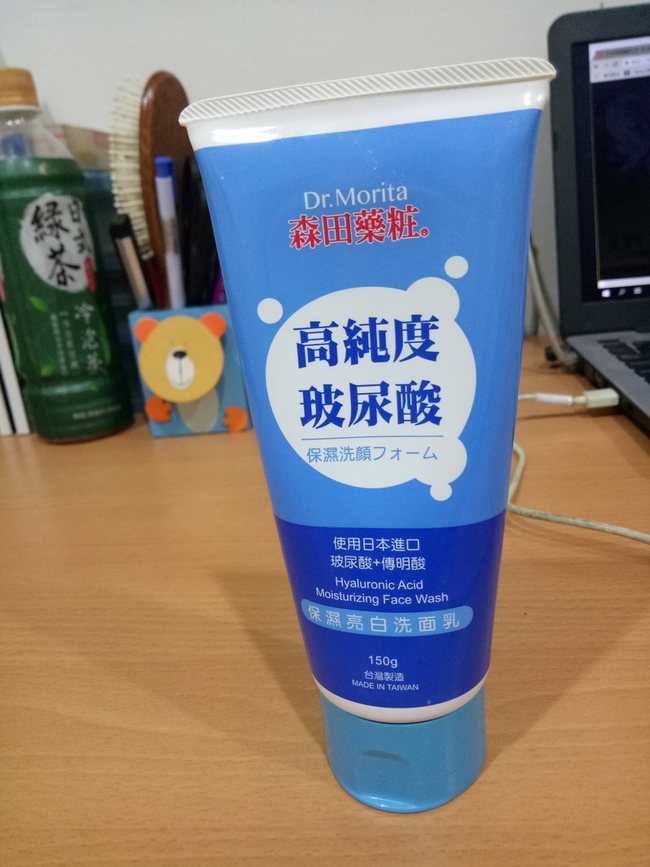 Dr.Morita
森田藥粧
高純度
玻尿酸
保濕洗顔フォーム
使用日本進口
玻尿酸+傳明酸
Hyaluronic Acid
Moisturizing Face Wash
保濕亮白洗面乳
150g
台灣製造
MADE IN TAIWAN
日式
綠茶
冷泡茶